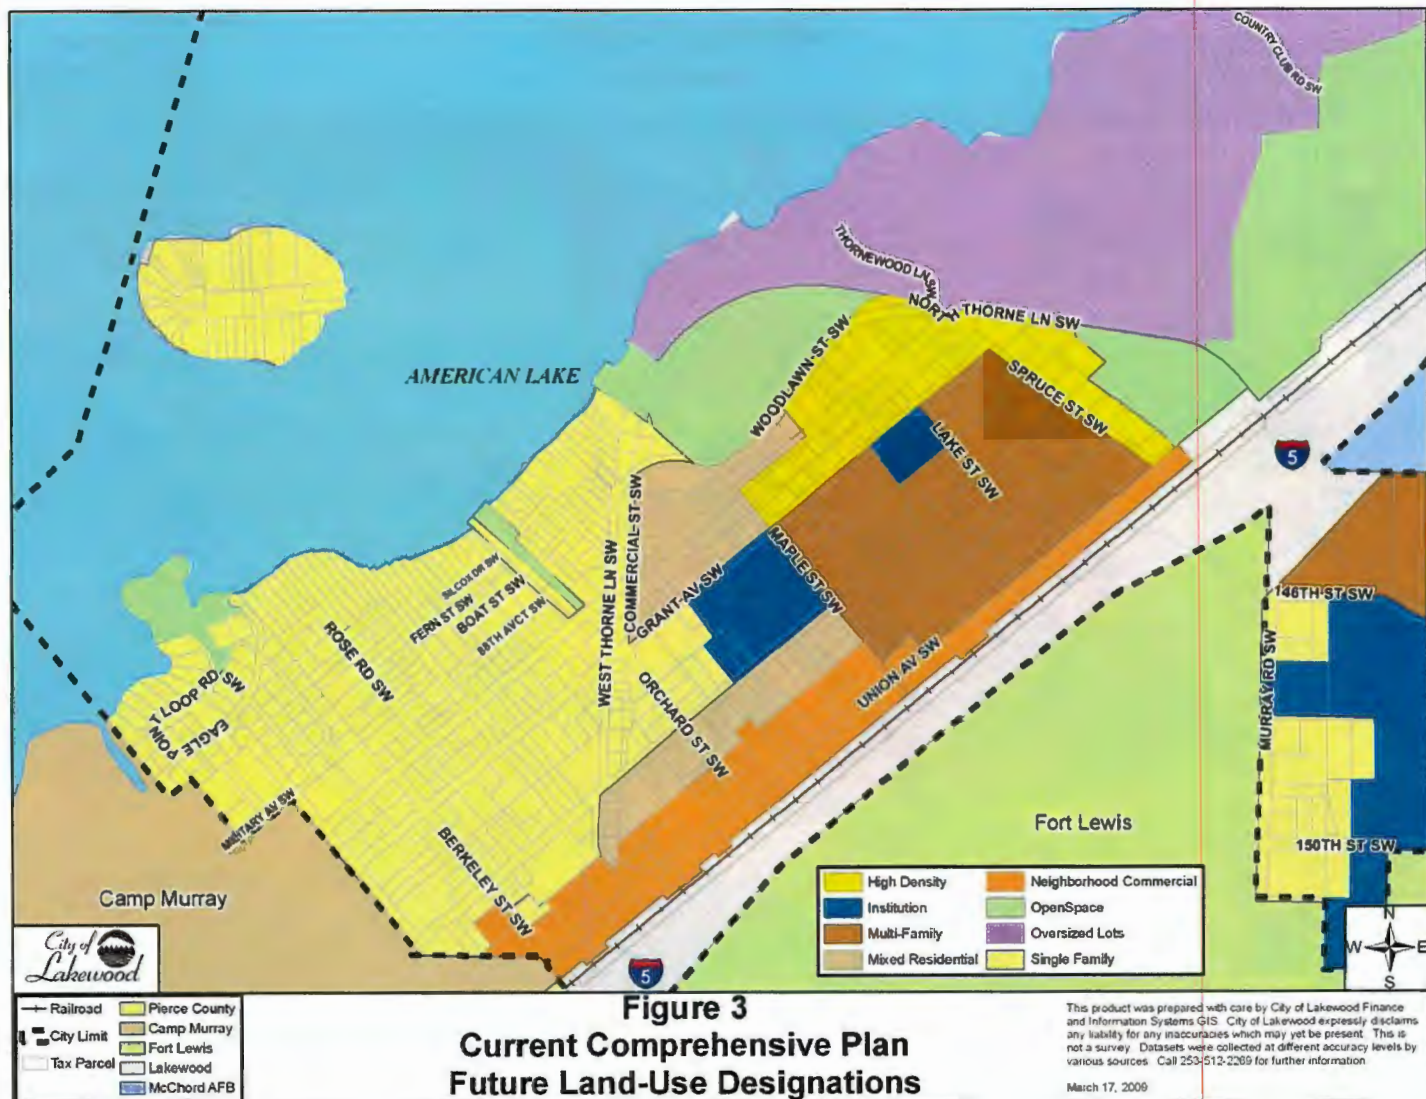 COUNTRY CLUB RD SW
THORNEWOOD LN SW
NORTH THORNE LN SW
AMERICAN LAKE
WOODLAWN ST SW
SPRUCE ST SW
LAKE ST SW
5
WEST THORNE LN SW
COMMERCIAL ST SW
GRANT AV SW
MAPLE ST SW
SILCOX DR SW
FERN ST SW
BOAT ST SW
88TH AVCT SW
146TH ST SW
ROSE RD SW
EAGLE POINT LOOP RD SW
ORCHARD ST SW
UNION AV SW
MURRAY RD SW
MILITARY AV SW
BERKELEY ST SW
Fort Lewis
150TH ST SW
Camp Murray
High Density
Institution
Multi-Family
Mixed Residential
Neighborhood Commercial
OpenSpace
Oversized Lots
Single Family
N
W
E
S
5
City of
Lakewood
Railroad
City Limit
Tax Parcel
Pierce County
Camp Murray
Fort Lewis
Lakewood
McChord AFB
Figure 3
Current Comprehensive Plan
Future Land-Use Designations
This product was prepared with care by City of Lakewood Finance
and Information Systems GIS. City of Lakewood expressly disclaims
any liability for any inaccuracies which may yet be present. This is
not a survey. Datasets were collected at different accuracy levels by
various sources. Call 253-512-2269 for further information.
March 17, 2009